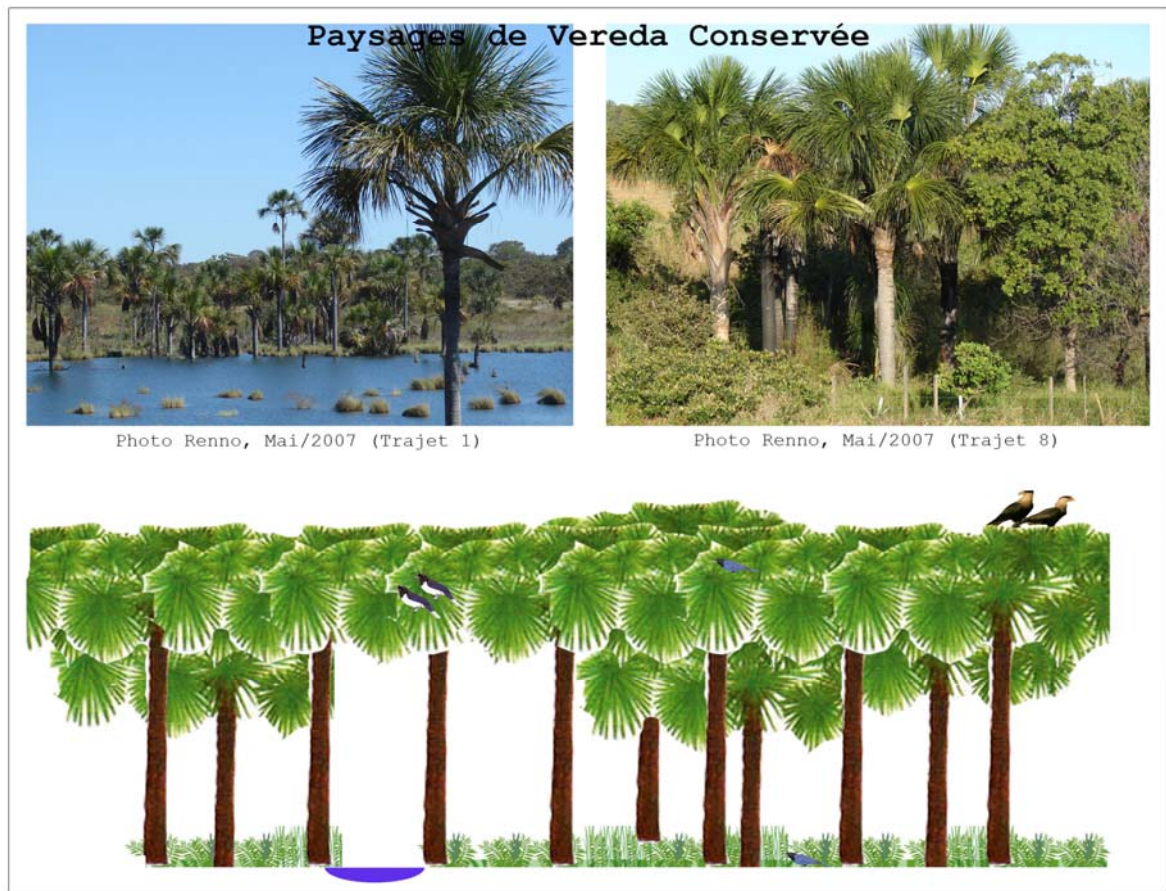 Paysages de Vereda Conservée
Photo Renno, Mai/2007 (Trajet 1)
Photo Renno, Mai/2007 (Trajet 8)